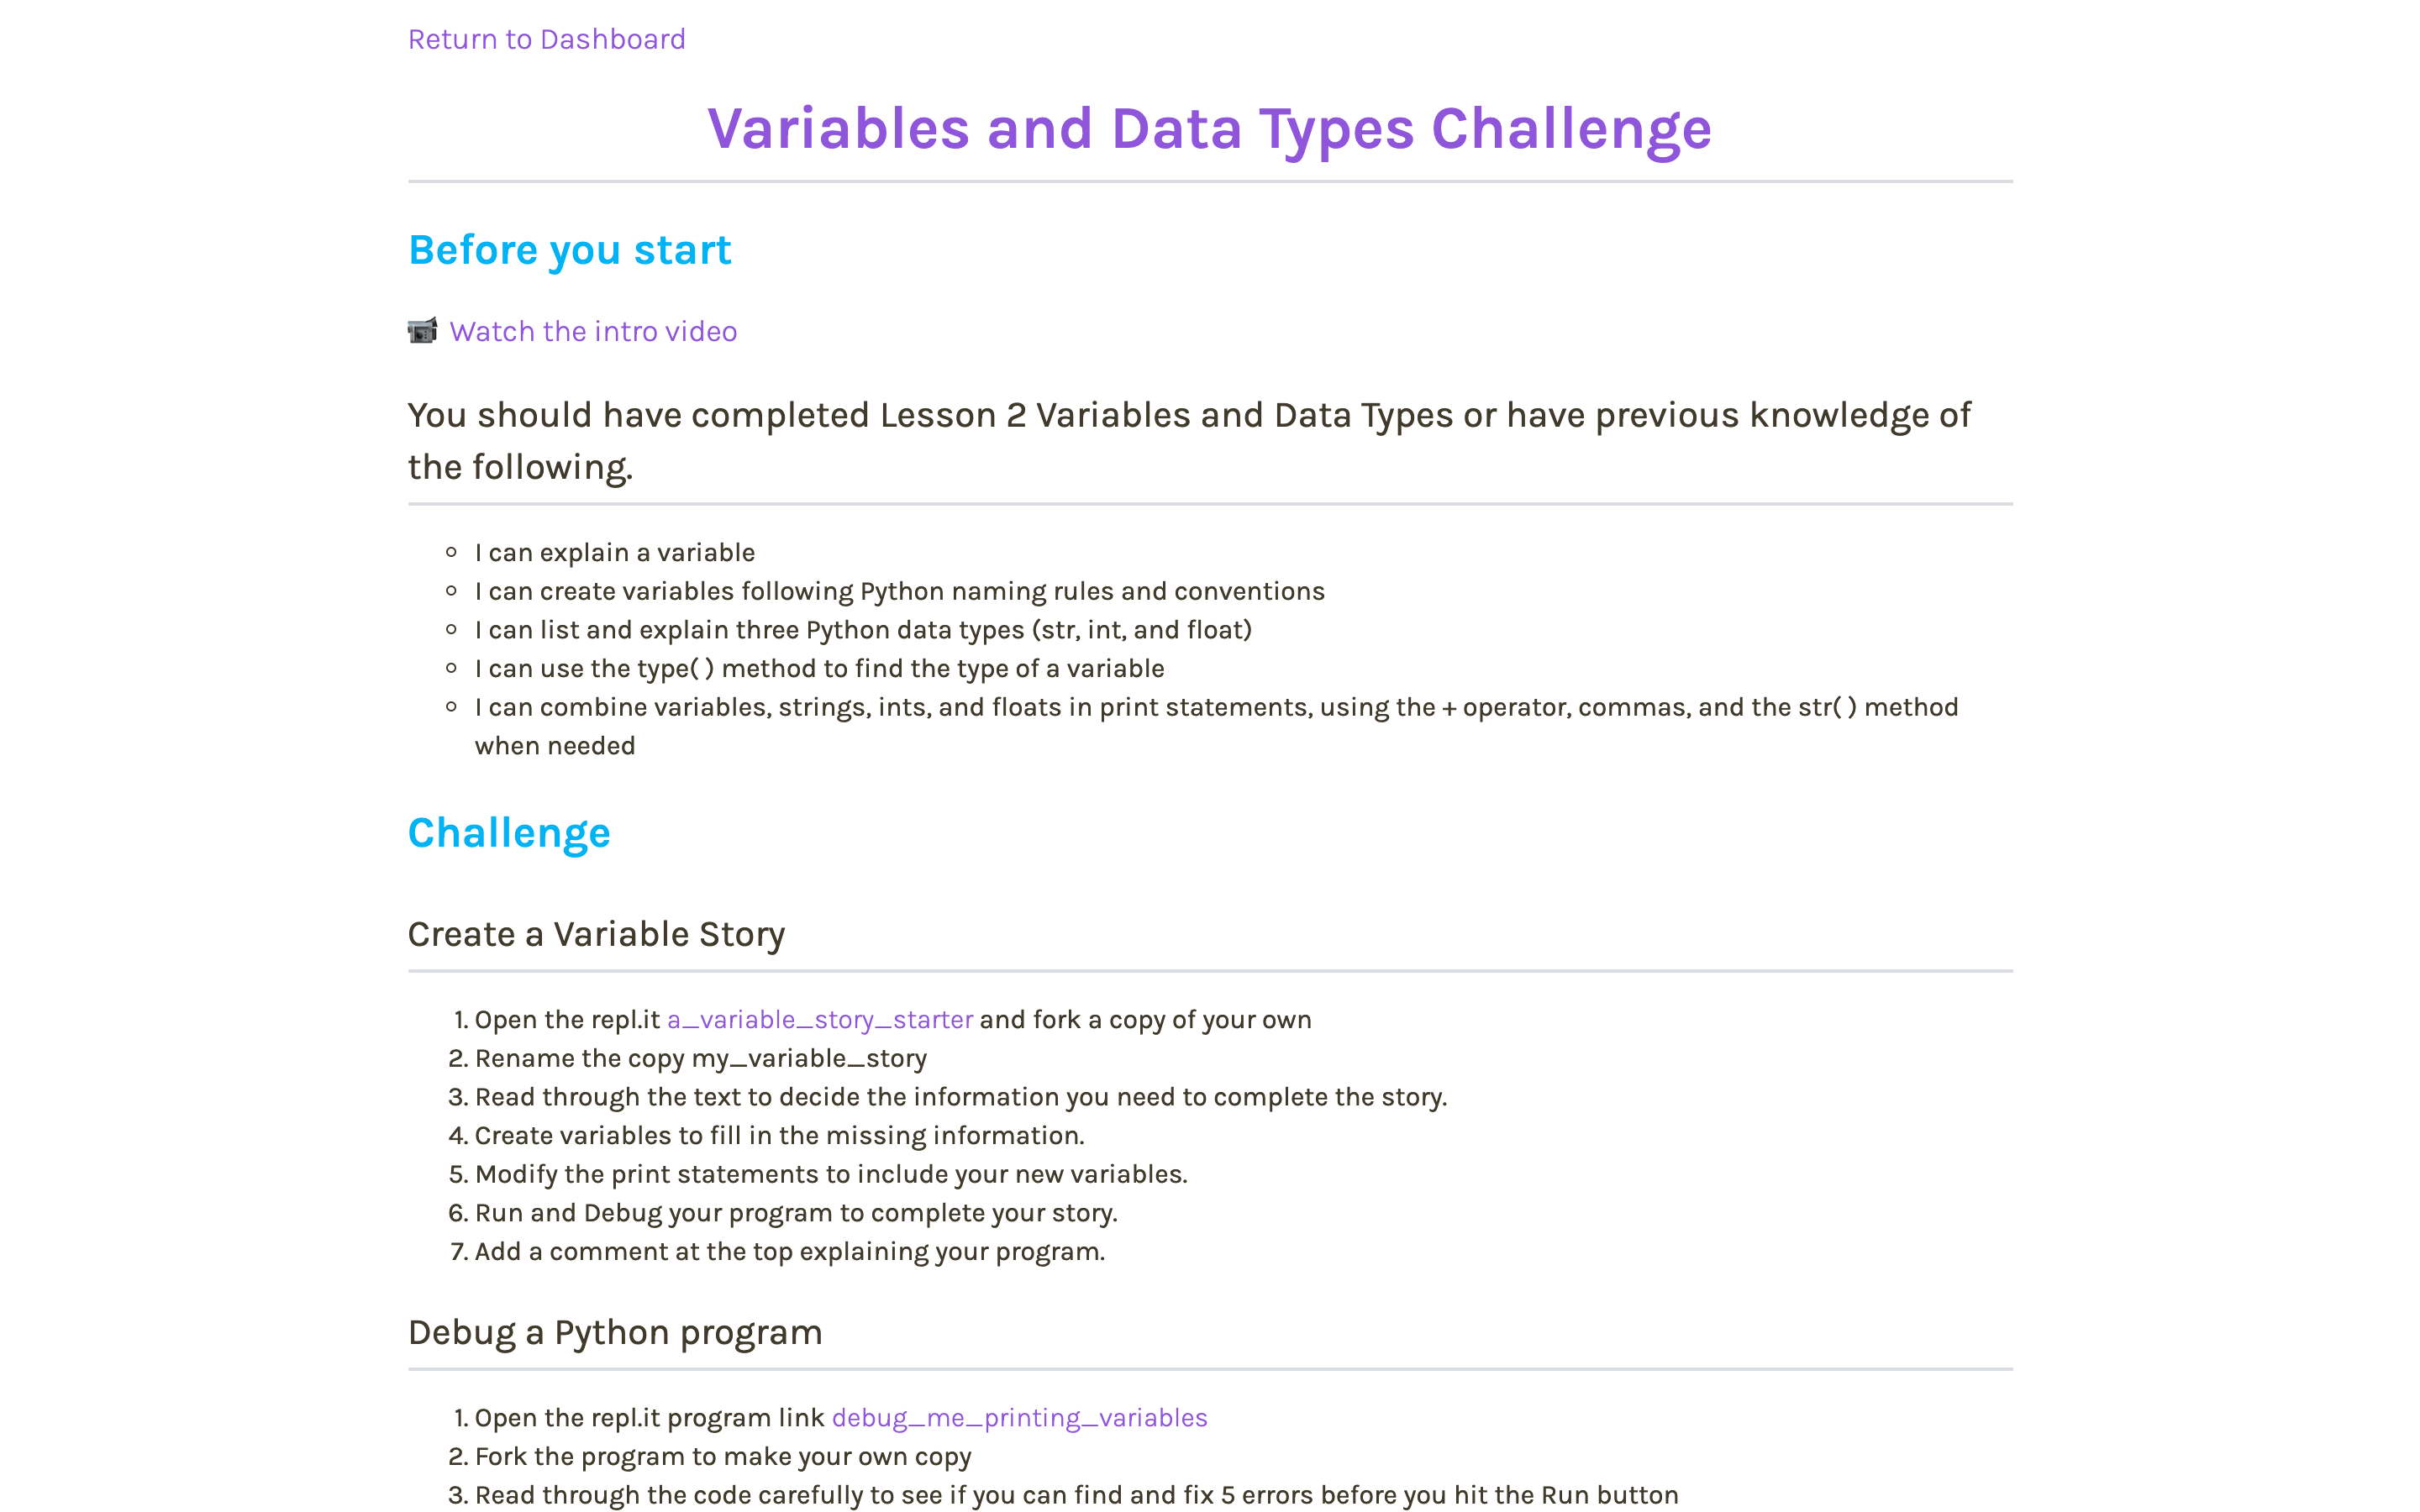 Return to Dashboard
Variables and Data Types Challenge
Before you start
Watch the intro video
You should have completed Lesson 2 Variables and Data Types or have previous knowledge of
the following.
I can explain a variable
I can create variables following Python naming rules and conventions
I can list and explain three Python data types (str, int, and float)
I can use the type( ) method to find the type of a variable
I can combine variables, strings, ints, and floats in print statements, using the + operator, commas, and the str( ) method
when needed
Challenge
Create a Variable Story
1. Open the repl.it a_variable_story_starter and fork a copy of your own
2. Rename the copy my_variable_story
3. Read through the text to decide the information you need to complete the story.
4. Create variables to fill in the missing information.
5. Modify the print statements to include your new variables.
6. Run and Debug your program to complete your story.
7. Add a comment at the top explaining your program.
Debug a Python program
1. Open the repl.it program link debug_me_printing_variables
2. Fork the program to make your own copy
3. Read through the code carefully to see if you can find and fix 5 errors before you hit the Run button